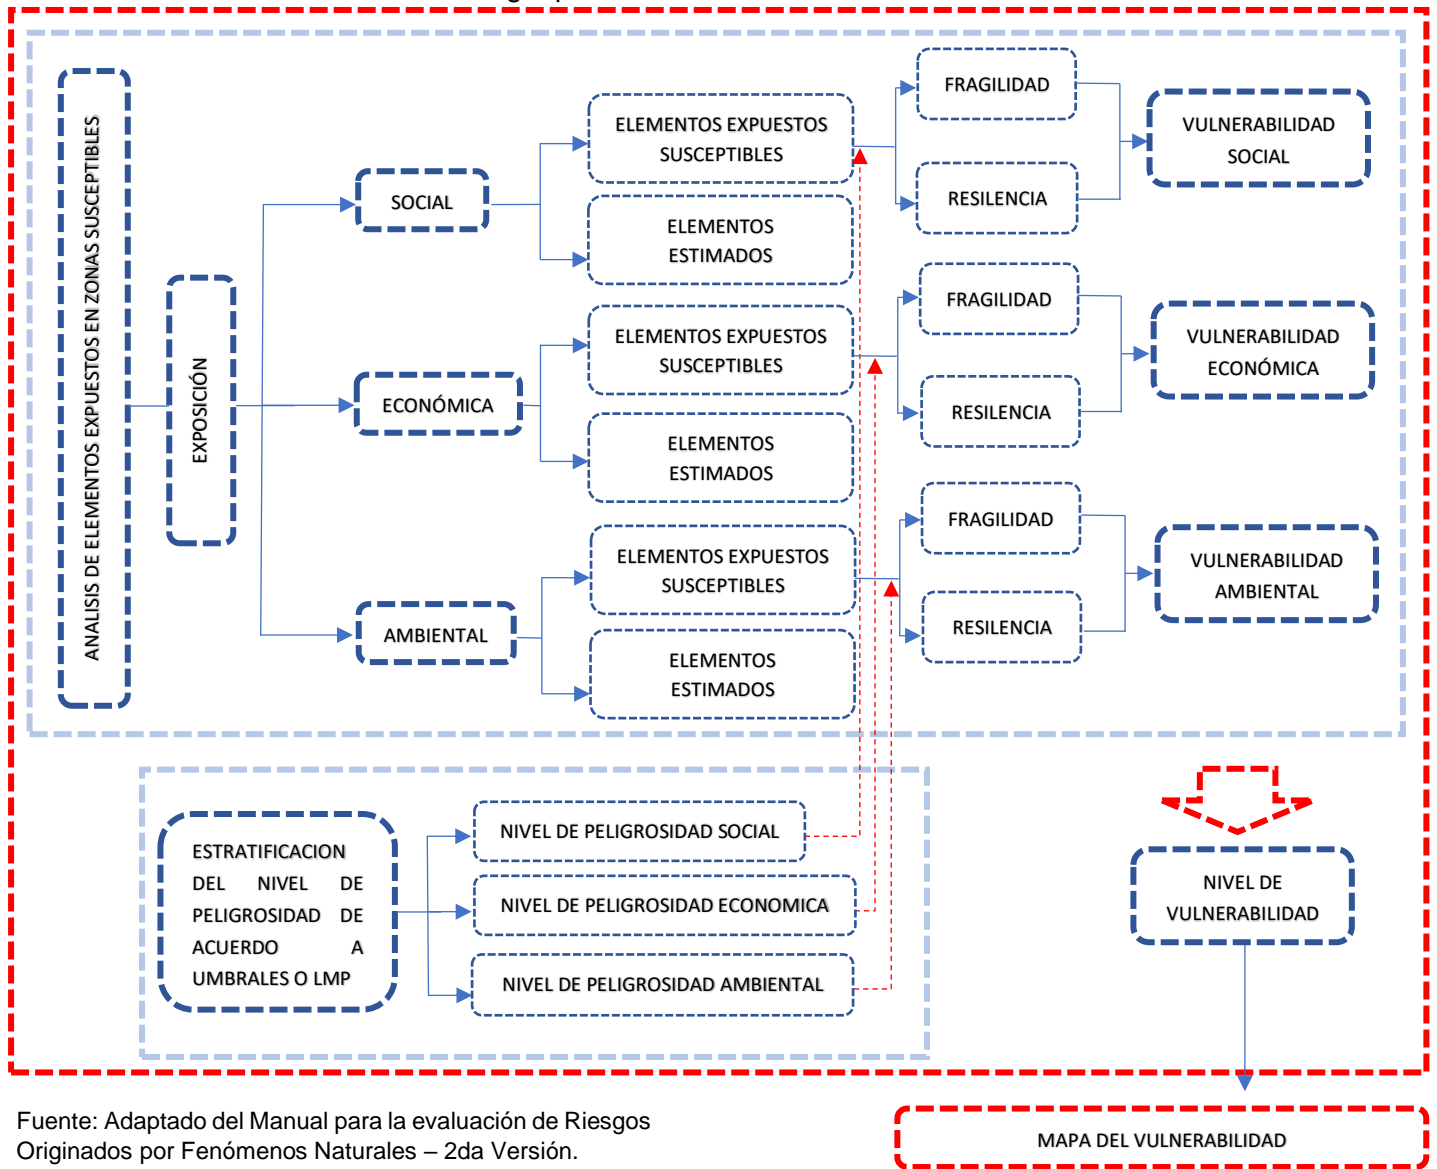 ANALISIS DE ELEMENTOS EXPUESTOS EN ZONAS SUSCEPTIBLES
EXPOSICIÓN
SOCIAL
ELEMENTOS EXPUESTOS
SUSCEPTIBLES
ELEMENTOS
ESTIMADOS
FRAGILIDAD
RESILENCIA
VULNERABILIDAD
SOCIAL
ECONÓMICA
ELEMENTOS EXPUESTOS
SUSCEPTIBLES
ELEMENTOS
ESTIMADOS
FRAGILIDAD
RESILENCIA
VULNERABILIDAD
ECONÓMICA
AMBIENTAL
ELEMENTOS EXPUESTOS
SUSCEPTIBLES
ELEMENTOS
ESTIMADOS
FRAGILIDAD
RESILENCIA
VULNERABILIDAD
AMBIENTAL
ESTRATIFICACION
DEL NIVEL DE
PELIGROSIDAD DE
ACUERDO A
UMBRALES O LMP
NIVEL DE PELIGROSIDAD SOCIAL
NIVEL DE PELIGROSIDAD ECONOMICA
NIVEL DE PELIGROSIDAD AMBIENTAL
NIVEL DE
VULNERABILIDAD
MAPA DEL VULNERABILIDAD
Fuente: Adaptado del Manual para la evaluación de Riesgos
Originados por Fenómenos Naturales – 2da Versión.